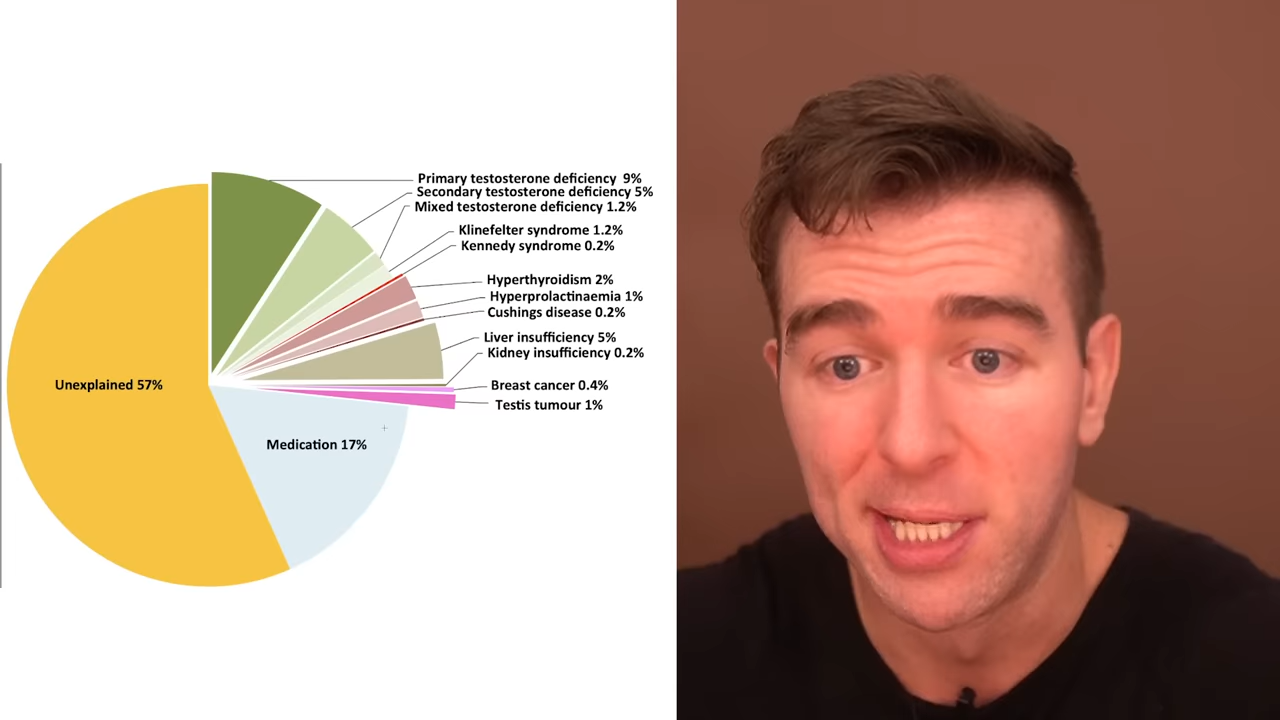 Primary testosterone deficiency 9%
Secondary testosterone deficiency 5%
Mixed testosterone deficiency 1.2%
Klinefelter syndrome 1.2%
Kennedy syndrome 0.2%
Hyperthyroidism 2%
Hyperprolactinaemia 1%
Cushings disease 0.2%
Liver insufficiency 5%
Kidney insufficiency 0.2%
Unexplained 57%
Breast cancer 0.4%
Testis tumour 1%
Medication 17%